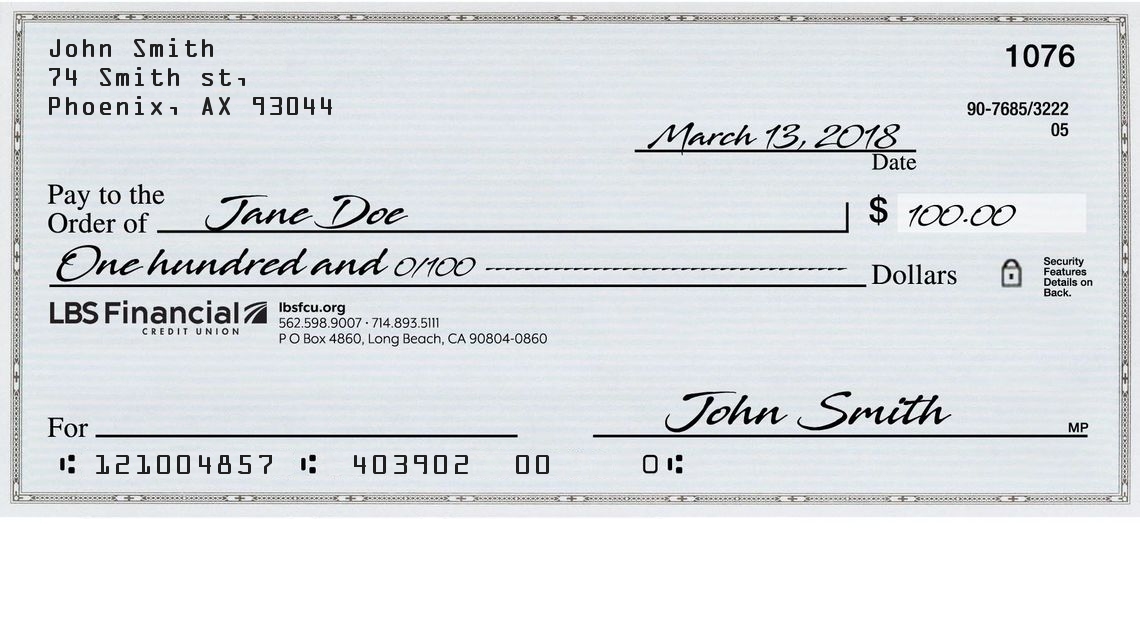 John Smith
1076
74 Smith st,
Phoenix, AX 93044
90-7685/3222
05
March 13, 2018
Date
Pay to the
Order of Jane Doe $ 100.00
One hundred and 0/100 Dollars
Security
Features
Details on
Back.
LBS Financial
CREDIT UNION
lbsfcu.org
562.598.9007 · 714.893.5111
P O Box 4860, Long Beach, CA 90804-0860
John Smith
For
MP
⑆ 121004857 ⑆ 403902 00 0⑆